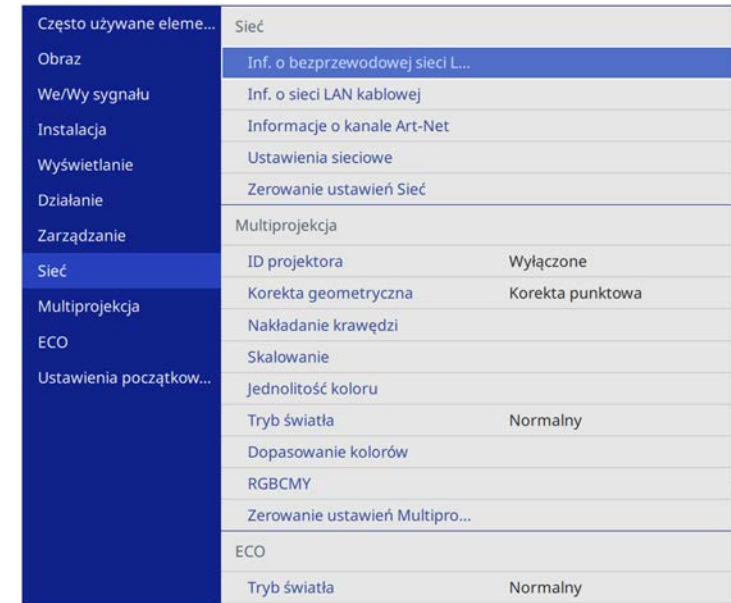 Często używane eleme...
Obraz
We/Wy sygnału
Instalacja
Wyświetlanie
Działanie
Zarządzanie
Sieć
Multiprojekcja
ECO
Ustawienia początkow...
Sieć
Inf. o bezprzewodowej sieci L...
Inf. o sieci LAN kablowej
Informacje o kanale Art-Net
Ustawienia sieciowe
Zerowanie ustawień Sieć
Multiprojekcja
ID projektora Wyłączone
Korekta geometryczna Korekta punktowa
Nakładanie krawędzi
Skalowanie
Jednolitość koloru
Tryb światła Normalny
Dopasowanie kolorów
RGBCMY
Zerowanie ustawień Multipro...
ECO
Tryb światła Normalny